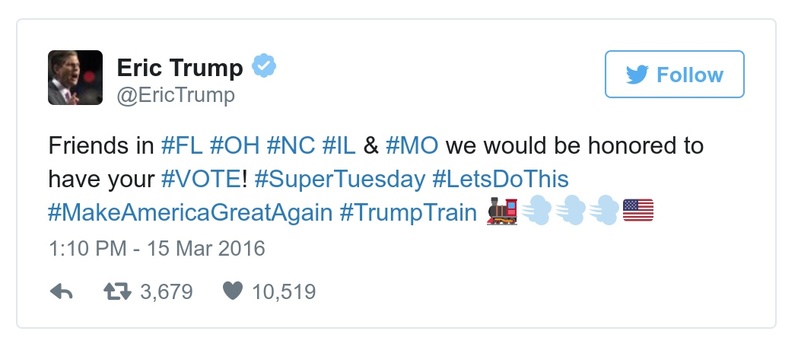 Eric Trump
@EricTrump
Follow
Friends in #FL #OH #NC #IL & #MO we would be honored to
have your #VOTE! #SuperTuesday #LetsDoThis
#MakeAmericaGreatAgain #TrumpTrain 🚂💨💨💨🇺🇸
1:10 PM - 15 Mar 2016
3,679 10,519